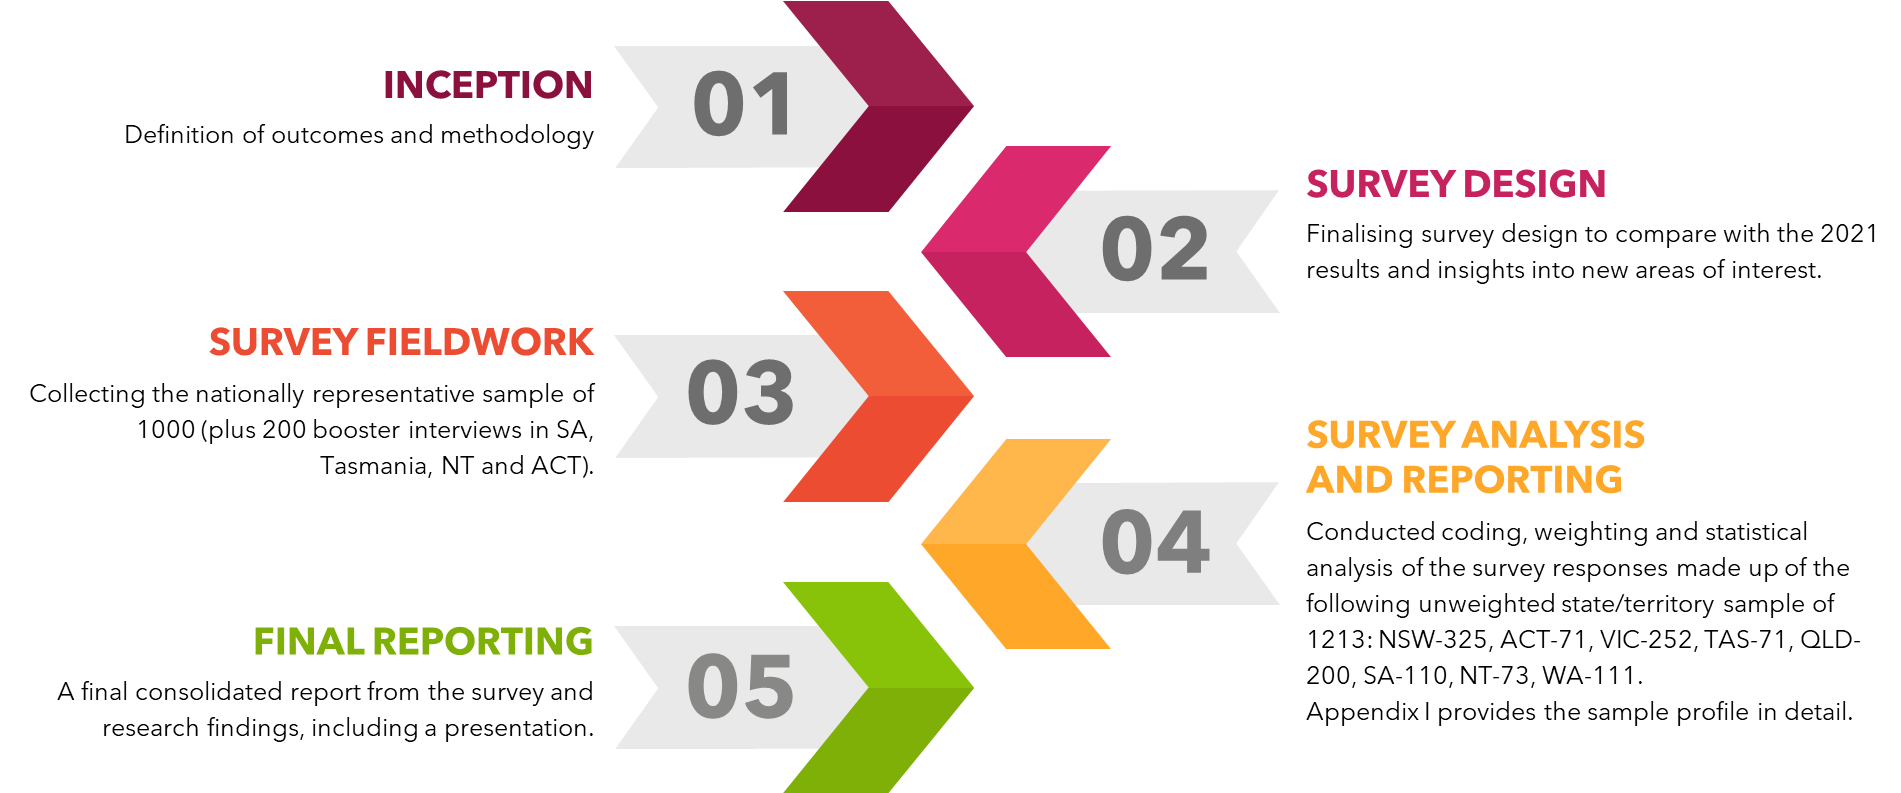 INCEPTION
Definition of outcomes and methodology
01
02
SURVEY DESIGN
Finalising survey design to compare with the 2021
results and insights into new areas of interest.
SURVEY FIELDWORK
Collecting the nationally representative sample of
1000 (plus 200 booster interviews in SA,
Tasmania, NT and ACT).
03
04
SURVEY ANALYSIS
AND REPORTING
Conducted coding, weighting and statistical
analysis of the survey responses made up of the
following unweighted state/territory sample of
1213: NSW-325, ACT-71, VIC-252, TAS-71, QLD-
200, SA-110, NT-73, WA-111.
Appendix I provides the sample profile in detail.
FINAL REPORTING
A final consolidated report from the survey and
research findings, including a presentation.
05